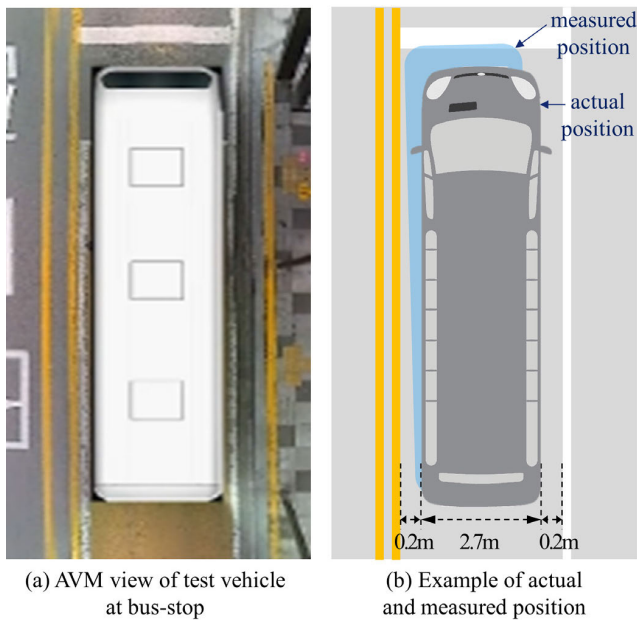 measured
position
actual
position
0.2m 2.7m 0.2m
(a) AVM view of test vehicle
at bus-stop
(b) Example of actual
and measured position